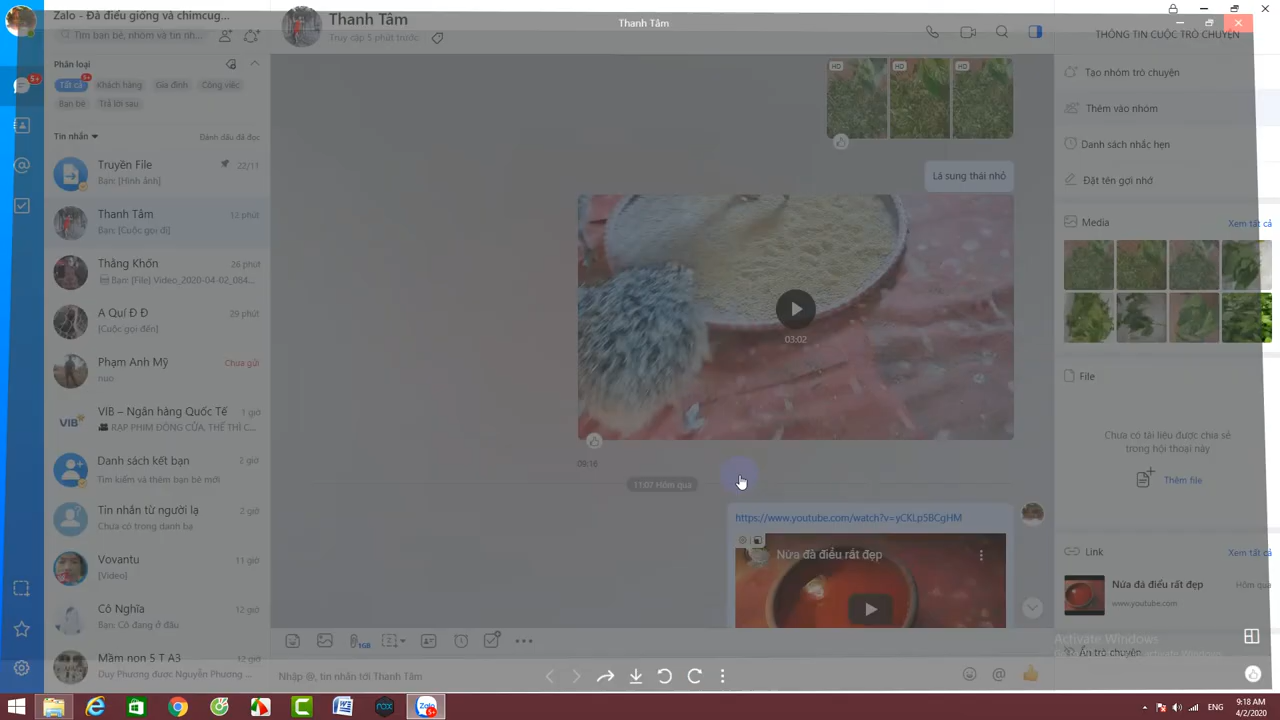 Zalo - Đà điểu giống và chimcug...
Thanh Tâm
Thanh Tâm
Truy cập 5 phút trước
THÔNG TIN CUỘC TRÒ CHUYỆN
Tìm bạn bè, nhóm và tin nh...
Phân loại
5+
Tất cả
5+
Khách hàng
Gia đình
Công việc
Bạn bè
Trả lời sau
Tin nhắn
Đánh dấu đã đọc
Truyền File
22/11
Bạn: [Hình ảnh]
Thanh Tâm
12 phút
Bạn: [Cuộc gọi đi]
Thăng Khốn
26 phút
Bạn: [File] Video_2020-04-02_084...
A Quí Đ Đ
29 phút
[Cuộc gọi đến]
Phạm Anh Mỹ
Chưa gửi
nuo
VIB
VIB – Ngân hàng Quốc Tế
1 giờ
RẠP PHIM ĐÓNG CỬA, THẾ THÌ C...
Danh sách kết bạn
2 giờ
Tìm kiếm và thêm bạn bè mới
Tin nhắn từ người lạ
2 giờ
Chưa có trong danh bạ
Vovantu
11 giờ
[Video]
Cô Nghĩa
12 giờ
Bạn: Cô đang ở đâu
Mầm non 5 T A3
12 giờ
Duy Phương được Nguyễn Phương ...
HD
HD
HD
Lá sung thái nhỏ
03:02
09:16
11:07 Hôm qua
https://www.youtube.com/watch?v=yCKLp5BCgHM
Nứa đà điểu rất đẹp
1GB
Nhập @, tin nhắn tới Thanh Tâm
Tạo nhóm trò chuyện
Thêm vào nhóm
Danh sách nhắc hẹn
Đặt tên gợi nhớ
Media
Xem tất cả
File
Chưa có tài liệu được chia sẻ
trong hội thoại này
Thêm file
Link
Xem tất cả
Nứa đà điểu rất đẹp
Hôm qua
www.youtube.com
Activate Windows
Ẩn trò chuyện
ENG
9:18 AM
4/2/2020